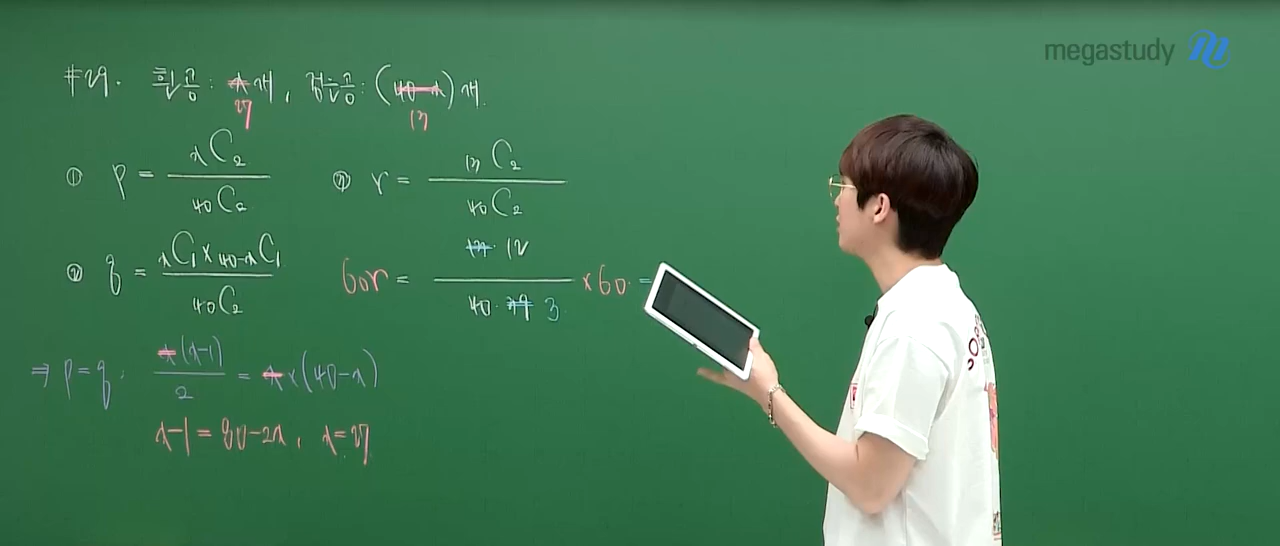 megastudy
#29. 흰공: x개, 검은공: (40-x)개.
27 13
① p = xC2 / 40C2
③ r = 13C2 / 40C2
② q = xC1 × 40-xC1 / 40C2
60r = 13·12 / 40·39 3 × 60 =
⇒ p=q. x(x-1) / 2 = x×(40-x)
x-1 = 80-2x, x=27